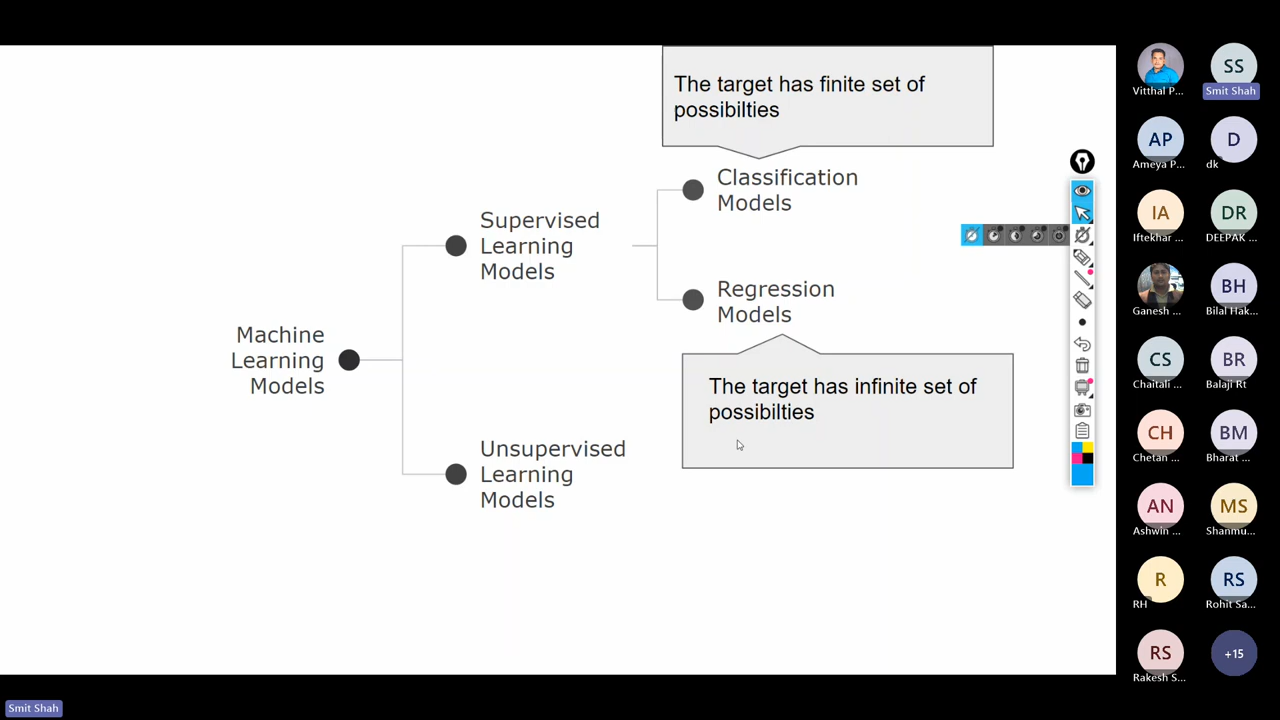 The target has finite set of
possibilties
Classification
Models
Supervised
Learning
Models
Regression
Models
Machine
Learning
Models
The target has infinite set of
possibilties
Unsupervised
Learning
Models
Vitthal P...
SS
Smit Shah
AP
Ameya P...
D
dk
IA
Iftekhar ...
DR
DEEPAK ...
Ganesh ...
BH
Bilal Hak...
CS
Chaitali ...
BR
Balaji Rt
CH
Chetan ...
BM
Bharat ...
AN
Ashwin ...
MS
Shanmu...
R
RH
RS
Rohit Sa...
RS
Rakesh S...
+15
Smit Shah